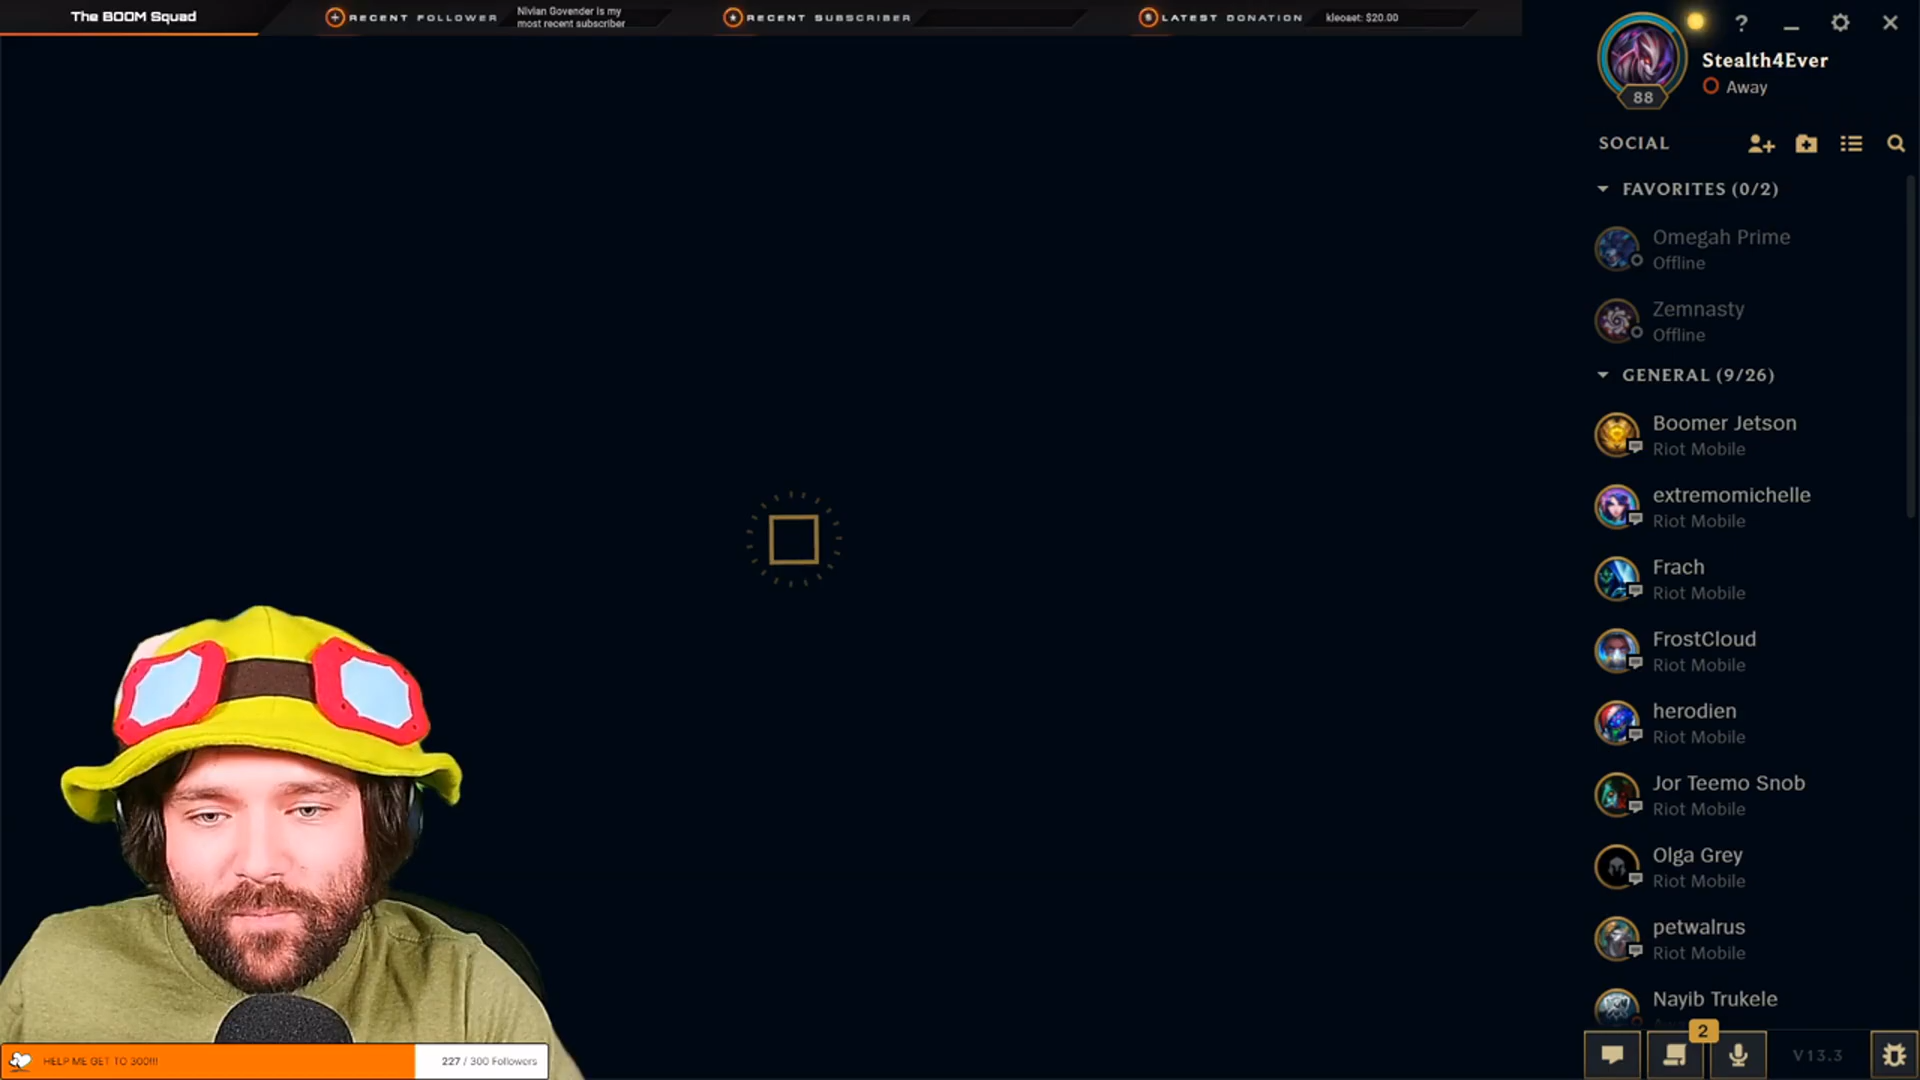 The BOOM Squad
RECENT FOLLOWER
Nivian Govender is my
most recent subscriber
RECENT SUBSCRIBER
LATEST DONATION
kleoaet: $20.00
?
Stealth4Ever
88
Away
SOCIAL
FAVORITES (0/2)
Omegah Prime
Offline
Zemnasty
Offline
GENERAL (9/26)
Boomer Jetson
Riot Mobile
extremomichelle
Riot Mobile
Frach
Riot Mobile
FrostCloud
Riot Mobile
herodien
Riot Mobile
Jor Teemo Snob
Riot Mobile
Olga Grey
Riot Mobile
petwalrus
Riot Mobile
Nayib Trukele
2
V13.3
HELP ME GET TO 300!!!
227 / 300 Followers